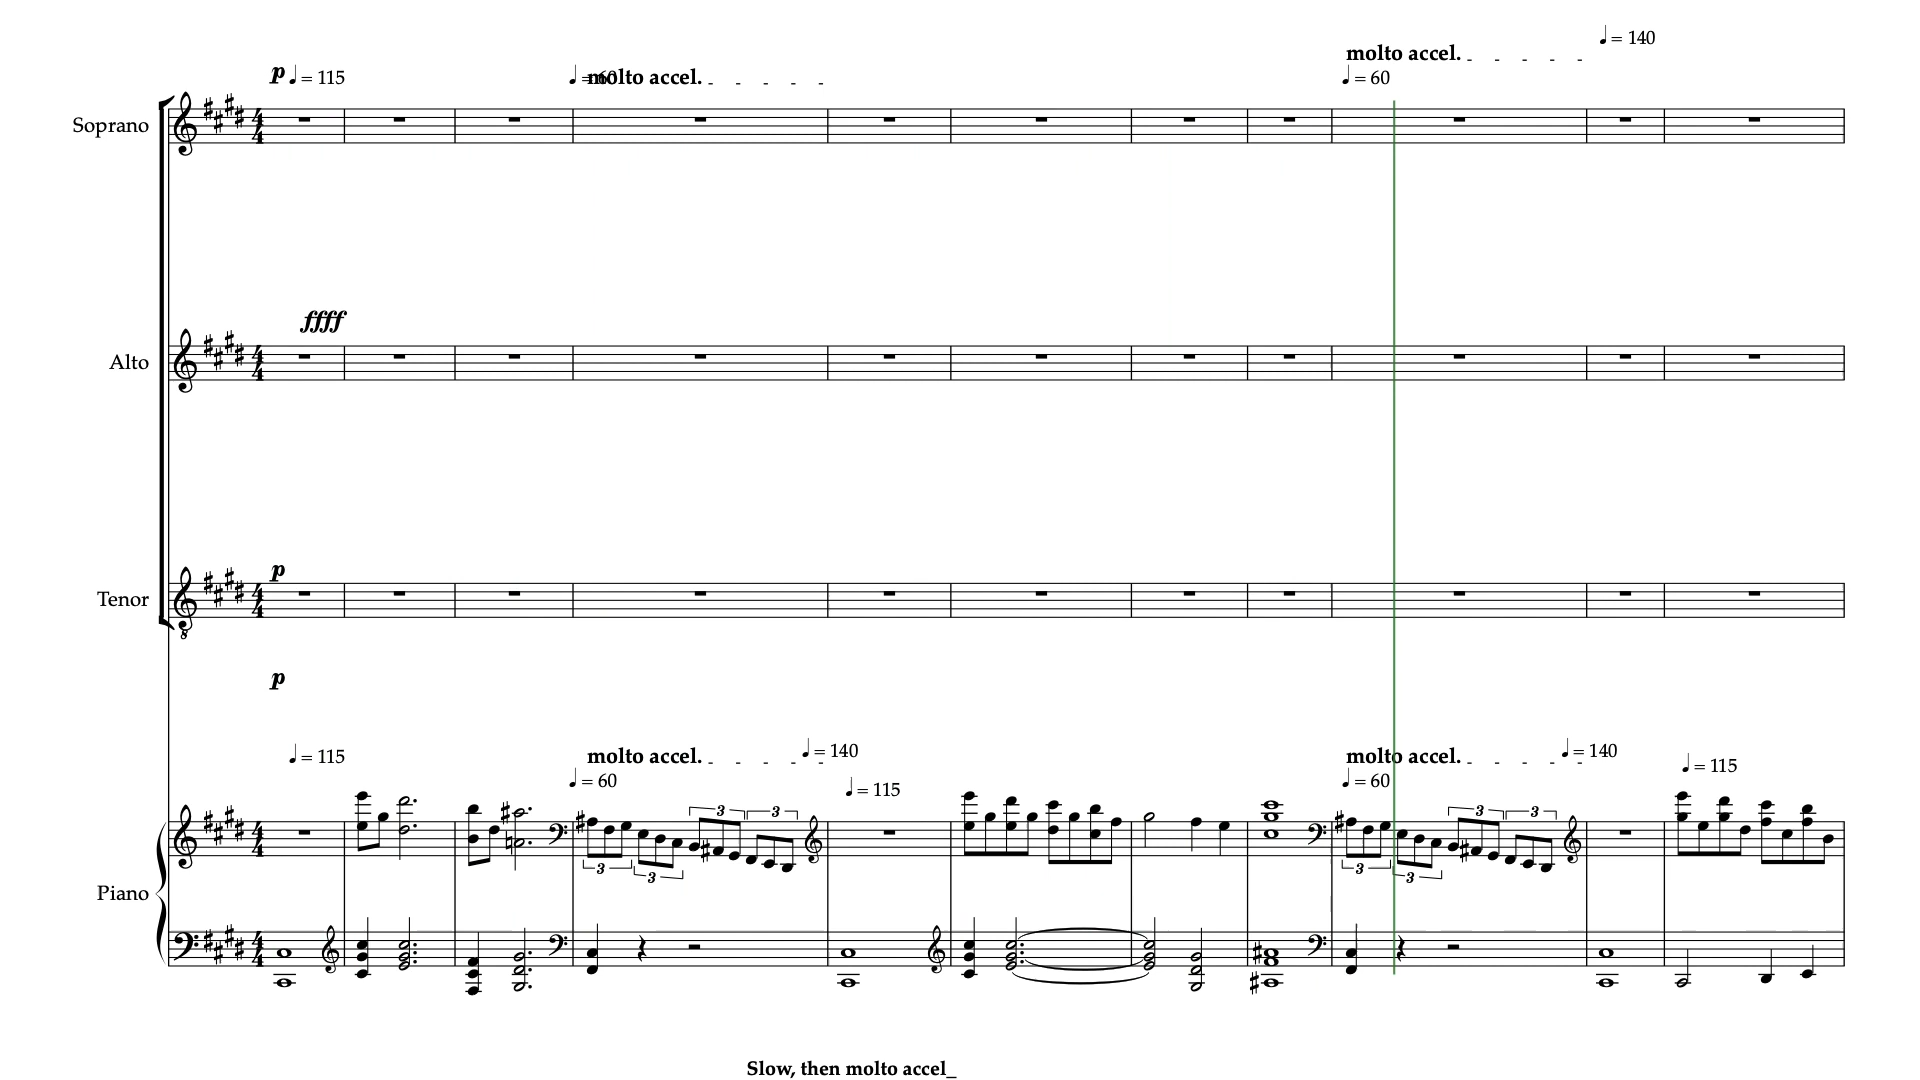 molto accel. = 140
p = 115 = 60 molto accel. = 60
Soprano
ffff
Alto
p
Tenor
p
molto accel. = 140 molto accel. = 140
= 115 = 60 = 115 = 60 = 115
3 3 3 3
3 3 3 3
Piano
Slow, then molto accel_